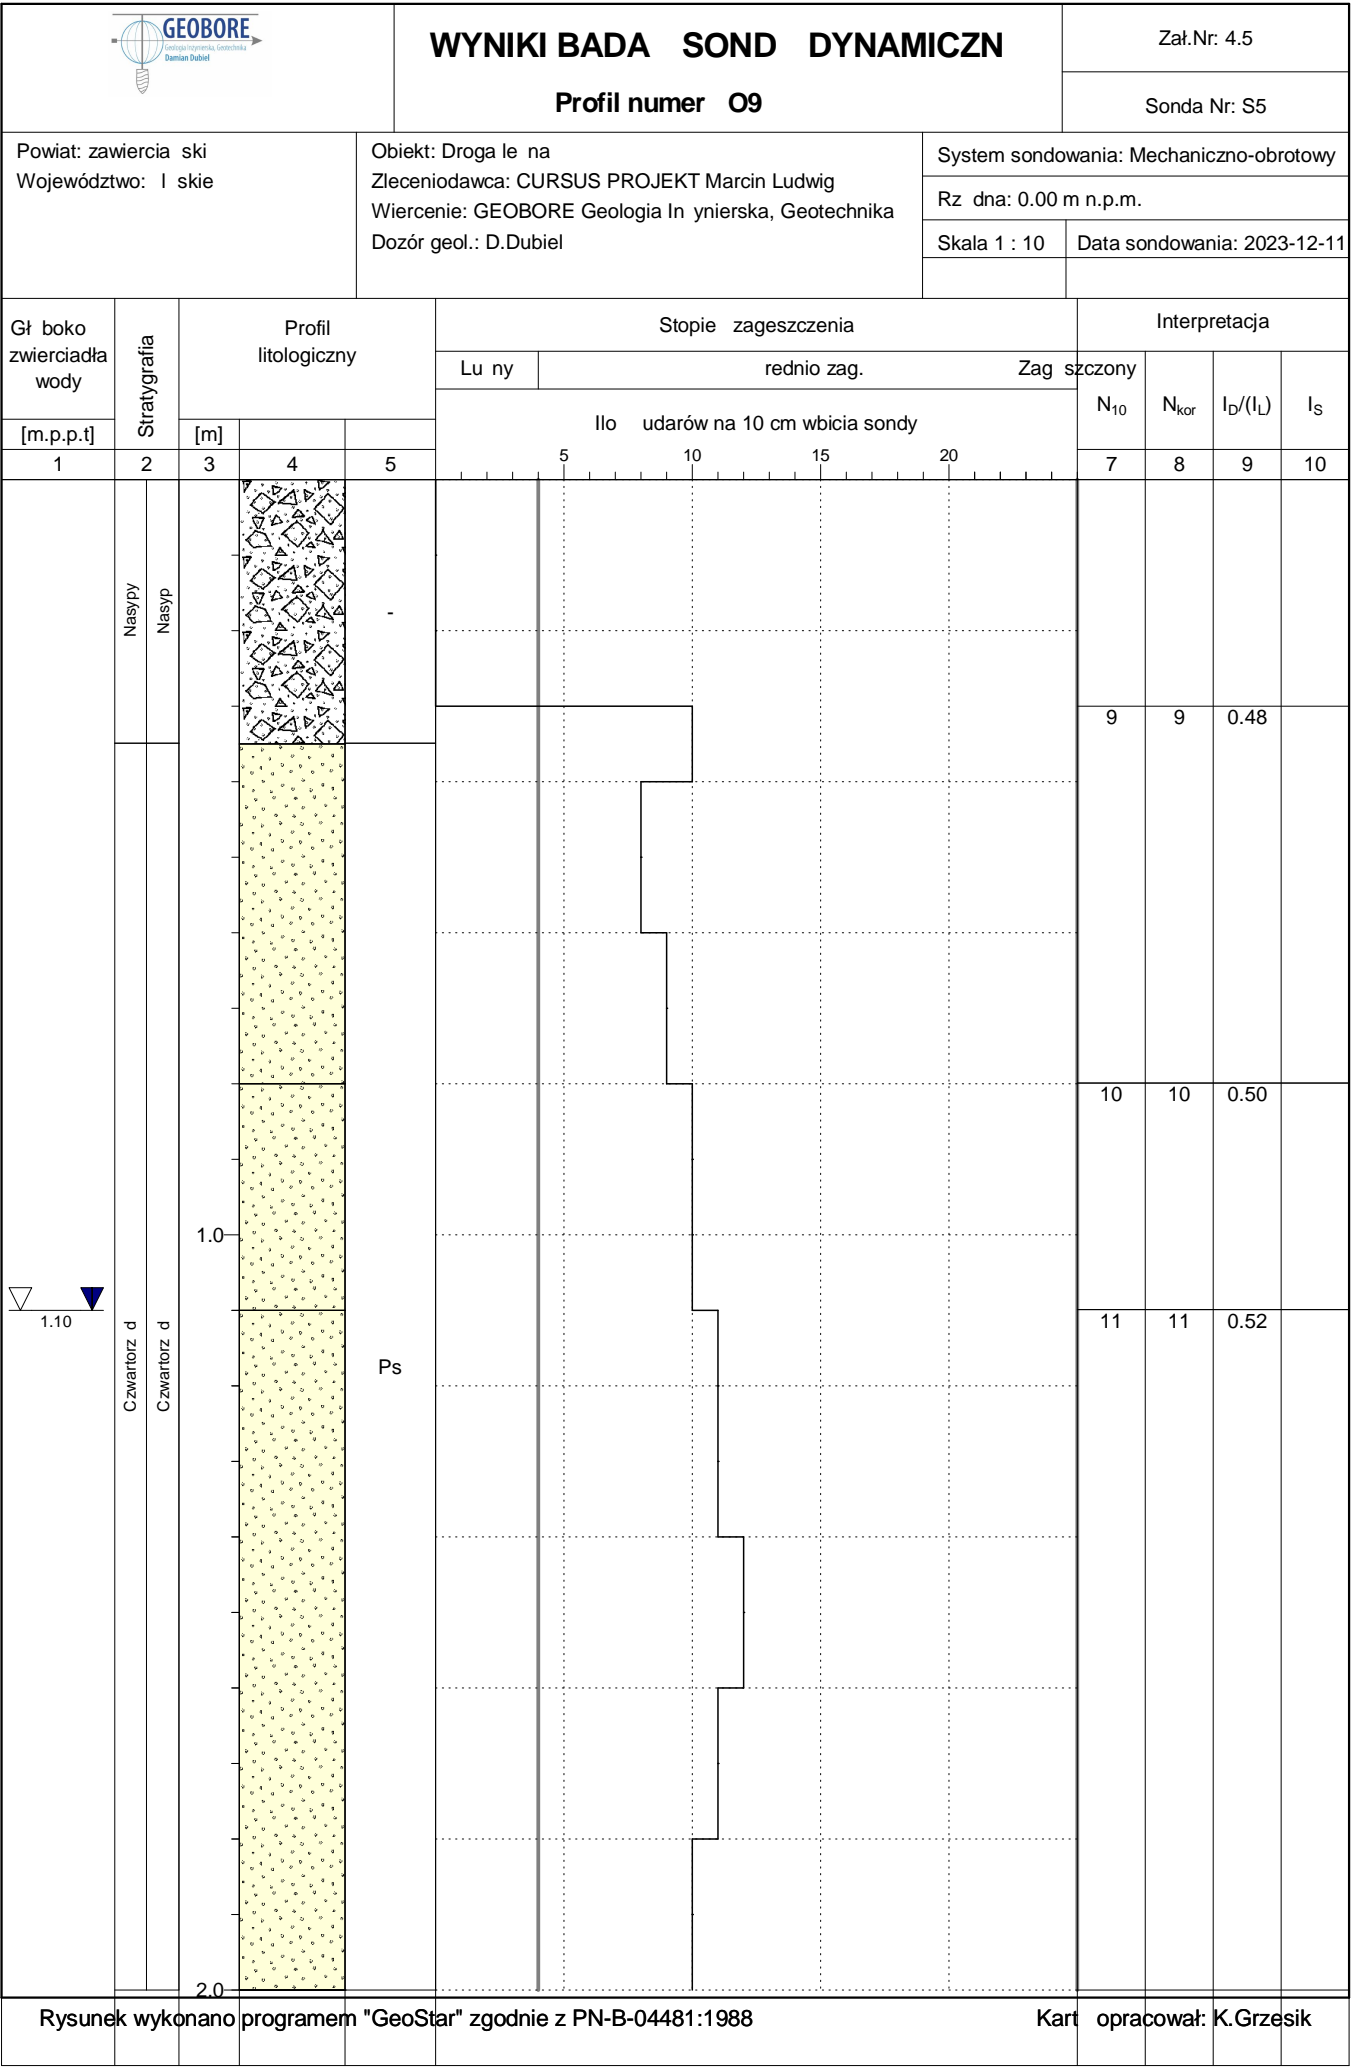 GEOBORE
Geologia Inżynierska, Geotechnika
Damian Dubiel
WYNIKI BADA SOND DYNAMICZN
Profil numer O9
Zał.Nr: 4.5
Sonda Nr: S5
Powiat: zawiercia ski
Województwo: l skie
Obiekt: Droga le na
Zleceniodawca: CURSUS PROJEKT Marcin Ludwig
Wiercenie: GEOBORE Geologia In ynierska, Geotechnika
Dozór geol.: D.Dubiel
System sondowania: Mechaniczno-obrotowy
Rz dna: 0.00 m n.p.m.
Skala 1 : 10
Data sondowania: 2023-12-11
Gł boko
zwierciadła
wody
[m.p.p.t]
Stratygrafia
Profil
litologiczny
[m]
Stopie zageszczenia
Lu ny
rednio zag.
Zag szczony
Ilo udarów na 10 cm wbicia sondy
5 10 15 20
Interpretacja
N10 Nkor ID/(IL) IS
1 2 3 4 5 7 8 9 10
Nasypy
Nasyp
-
9 9 0.48
10 10 0.50
1.0
1.10
11 11 0.52
Czwartorz d
Czwartorz d
Ps
2.0
Rysunek wykonano programem "GeoStar" zgodnie z PN-B-04481:1988
Kart opracował: K.Grzesik